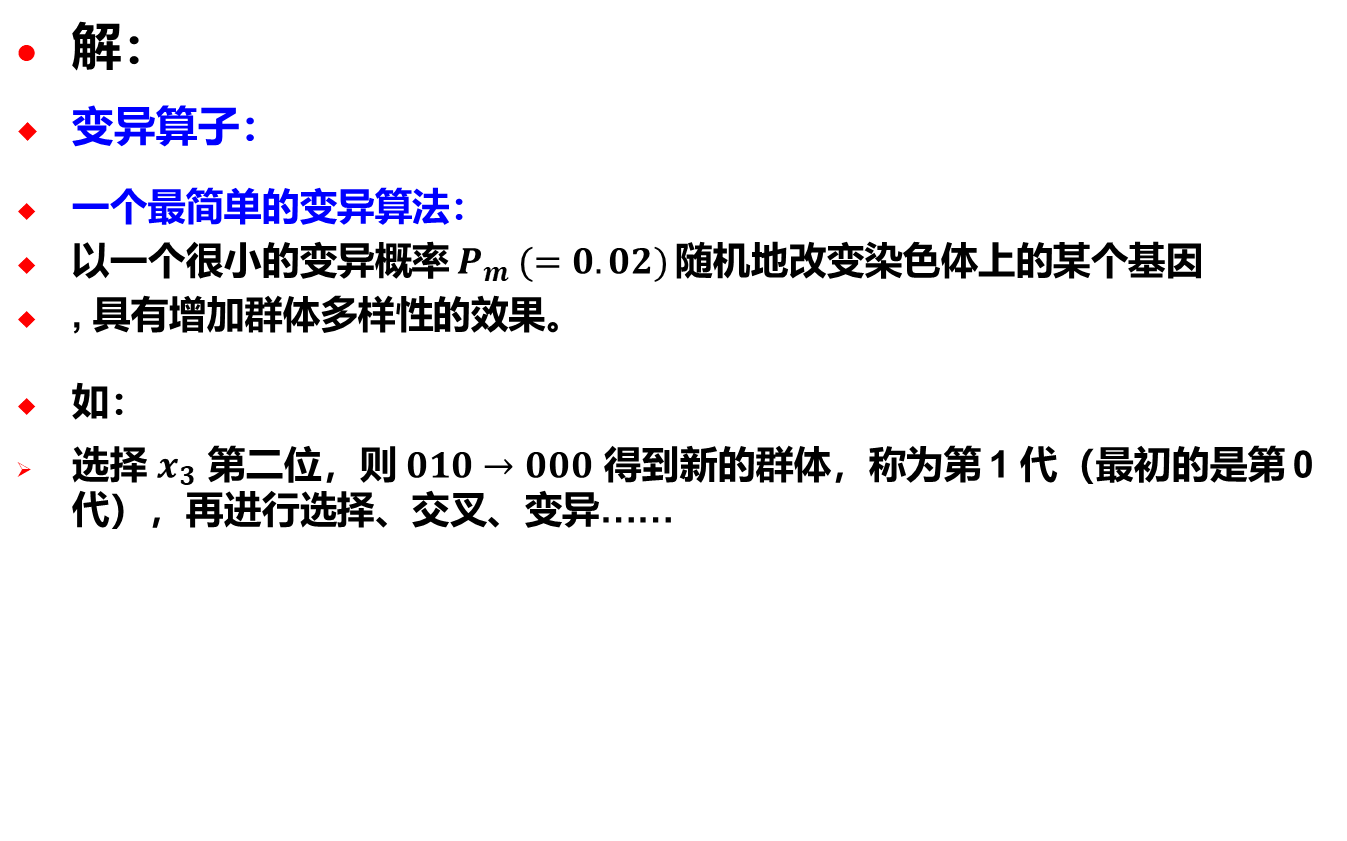 解：
变异算子：
一个最简单的变异算法：
以一个很小的变异概率 Pₘ (= 0.02) 随机地改变染色体上的某个基因
, 具有增加群体多样性的效果。
如：
选择 x₃ 第二位，则 010 → 000 得到新的群体，称为第 1 代（最初的是第 0
代），再进行选择、交叉、变异……